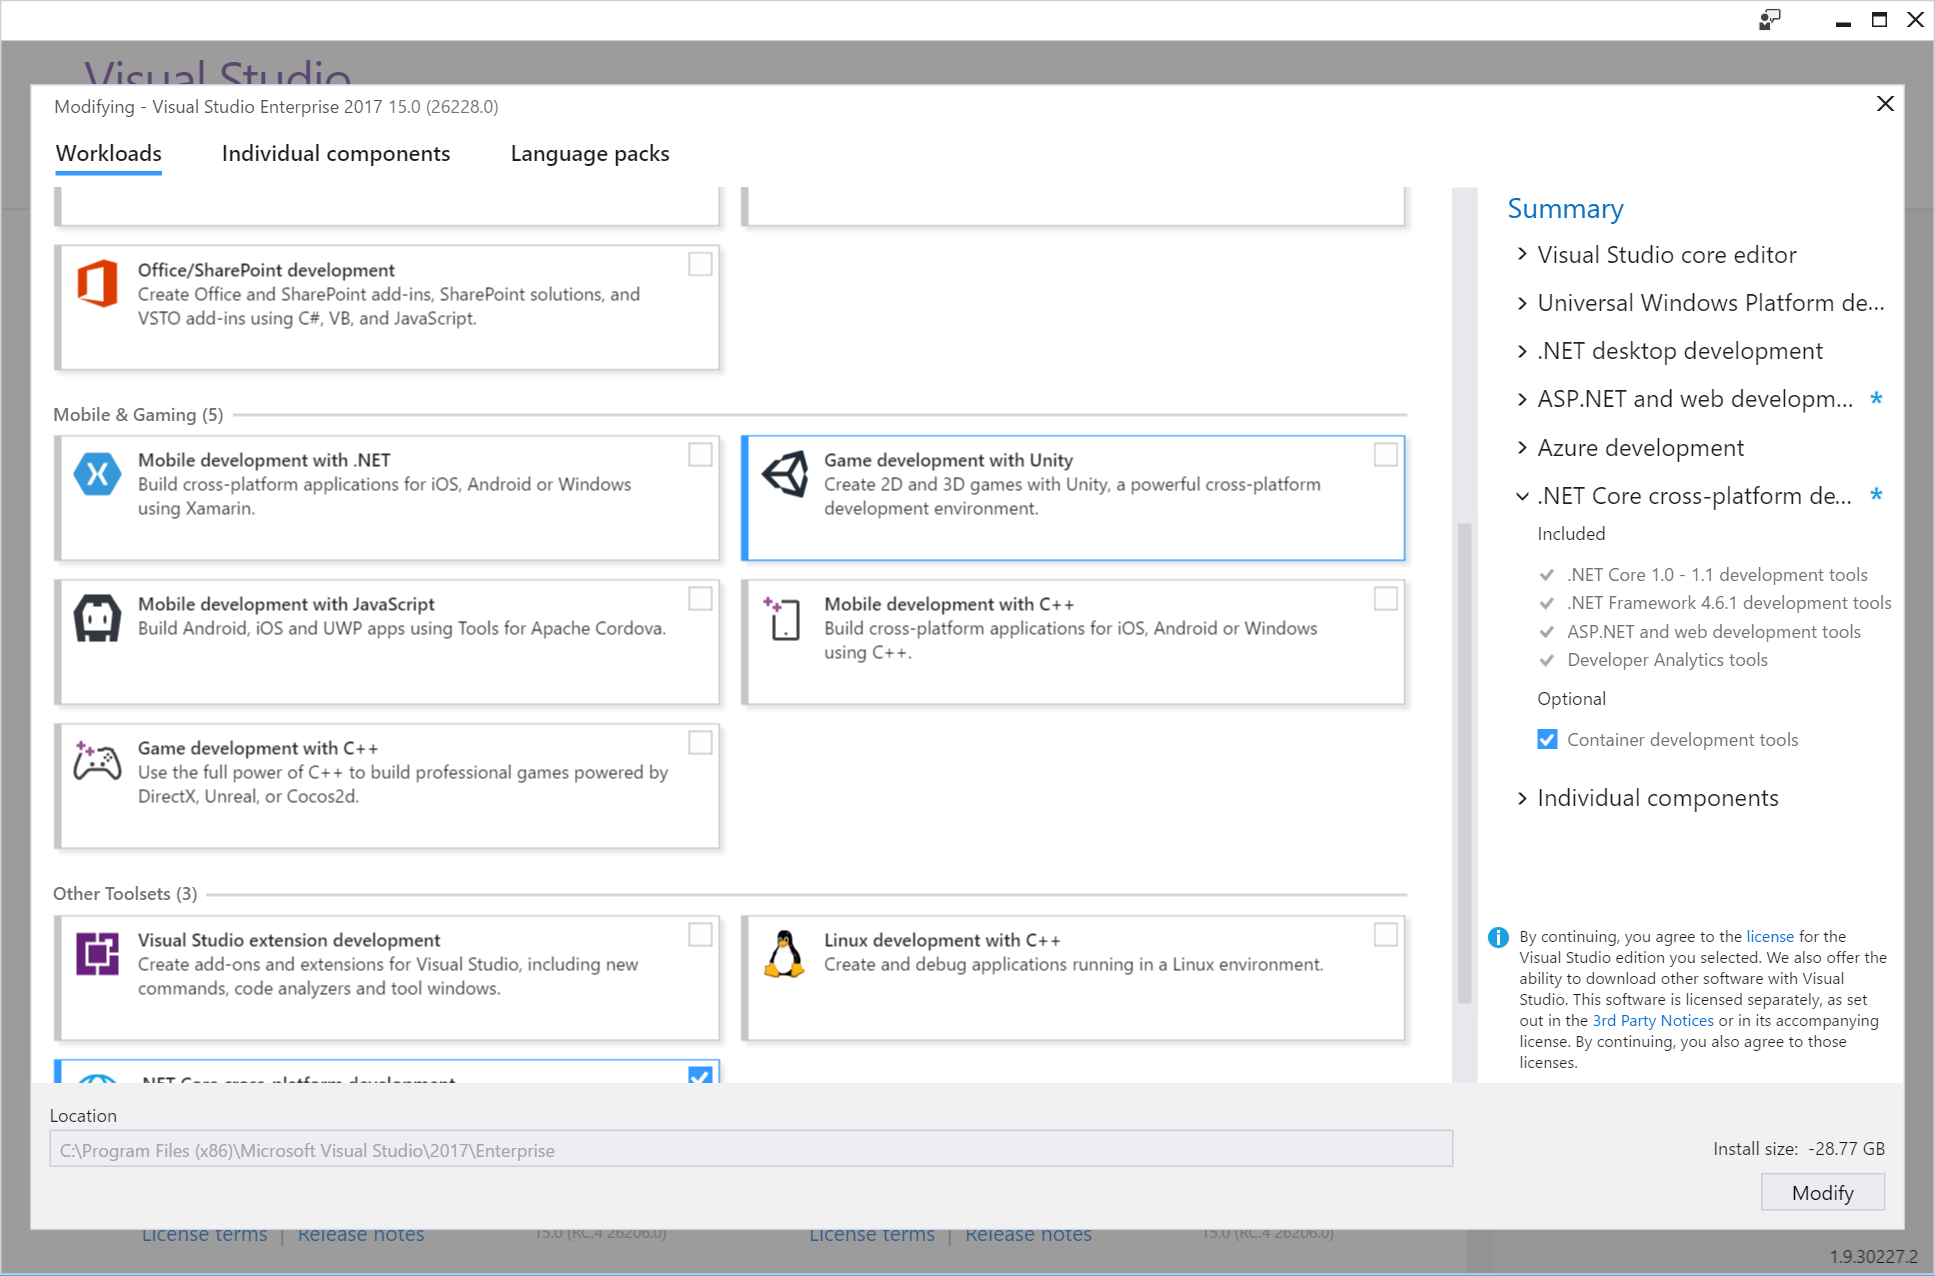 Visual Studio
Modifying - Visual Studio Enterprise 2017 15.0 (26228.0)
Workloads
Individual components
Language packs
Office/SharePoint development
Create Office and SharePoint add-ins, SharePoint solutions, and
VSTO add-ins using C#, VB, and JavaScript.
Mobile & Gaming (5)
Mobile development with .NET
Build cross-platform applications for iOS, Android or Windows
using Xamarin.
Game development with Unity
Create 2D and 3D games with Unity, a powerful cross-platform
development environment.
Mobile development with JavaScript
Build Android, iOS and UWP apps using Tools for Apache Cordova.
Mobile development with C++
Build cross-platform applications for iOS, Android or Windows
using C++.
Game development with C++
Use the full power of C++ to build professional games powered by
DirectX, Unreal, or Cocos2d.
Other Toolsets (3)
Visual Studio extension development
Create add-ons and extensions for Visual Studio, including new
commands, code analyzers and tool windows.
Linux development with C++
Create and debug applications running in a Linux environment.
.NET Core cross-platform development
Summary
Visual Studio core editor
Universal Windows Platform de...
.NET desktop development
ASP.NET and web developm... *
Azure development
.NET Core cross-platform de... *
Included
.NET Core 1.0 - 1.1 development tools
.NET Framework 4.6.1 development tools
ASP.NET and web development tools
Developer Analytics tools
Optional
Container development tools
Individual components
By continuing, you agree to the license for the
Visual Studio edition you selected. We also offer the
ability to download other software with Visual
Studio. This software is licensed separately, as set
out in the 3rd Party Notices or in its accompanying
license. By continuing, you also agree to those
licenses.
Location
C:\Program Files (x86)\Microsoft Visual Studio\2017\Enterprise
Install size: -28.77 GB
Modify
License terms | Release notes 15.0 (RC.4 26206.0) License terms | Release notes 15.0 (RC.4 26206.0)
1.9.30227.2